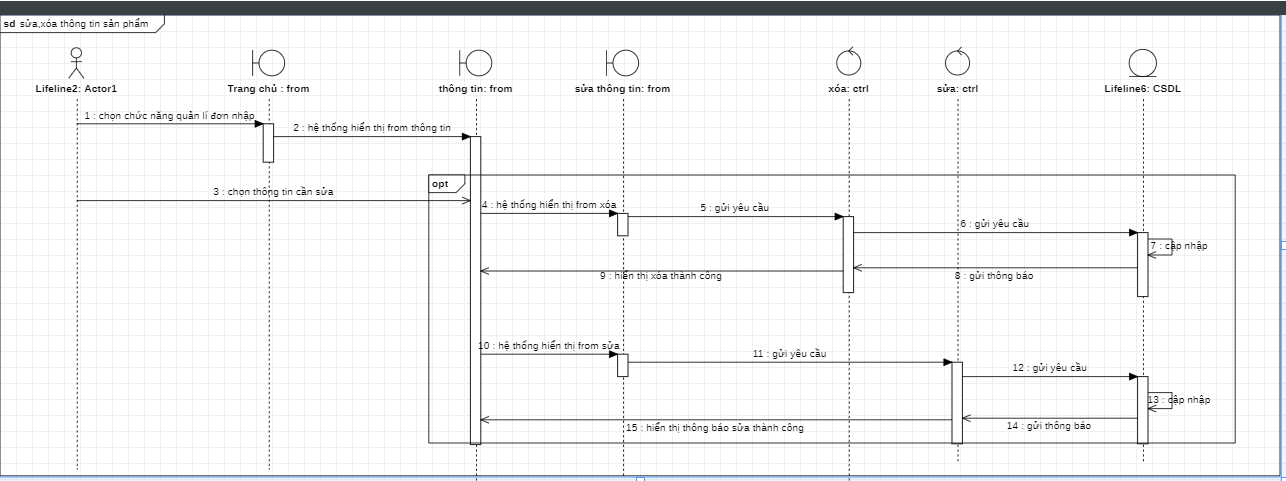 sd sửa,xóa thông tin sản phẩm
Lifeline2: Actor1
Trang chủ : from
thông tin: from
sửa thông tin: from
xóa: ctrl
sửa: ctrl
Lifeline6: CSDL
1 : chọn chức năng quản lí đơn nhập
2 : hệ thống hiển thị from thông tin
opt
3 : chọn thông tin cần sửa
4 : hệ thống hiển thị from xóa
5 : gửi yêu cầu
6 : gửi yêu cầu
7 : cập nhập
8 : gửi thông báo
9 : hiển thị xóa thành công
10 : hệ thống hiển thị from sửa
11 : gửi yêu cầu
12 : gửi yêu cầu
13 : cập nhập
14 : gửi thông báo
15 : hiển thị thông báo sửa thành công